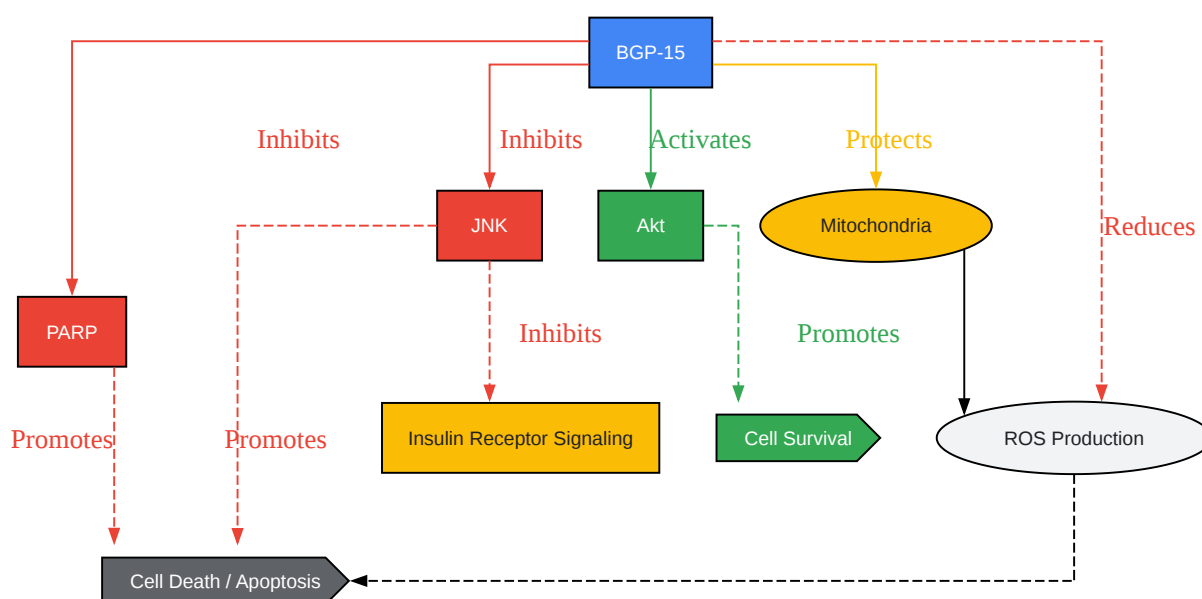 BGP-15
Inhibits
Inhibits
Activates
Protects
JNK
Akt
Mitochondria
Reduces
PARP
Inhibits
Promotes
Promotes
Promotes
Insulin Receptor Signaling
Cell Survival
ROS Production
Cell Death / Apoptosis